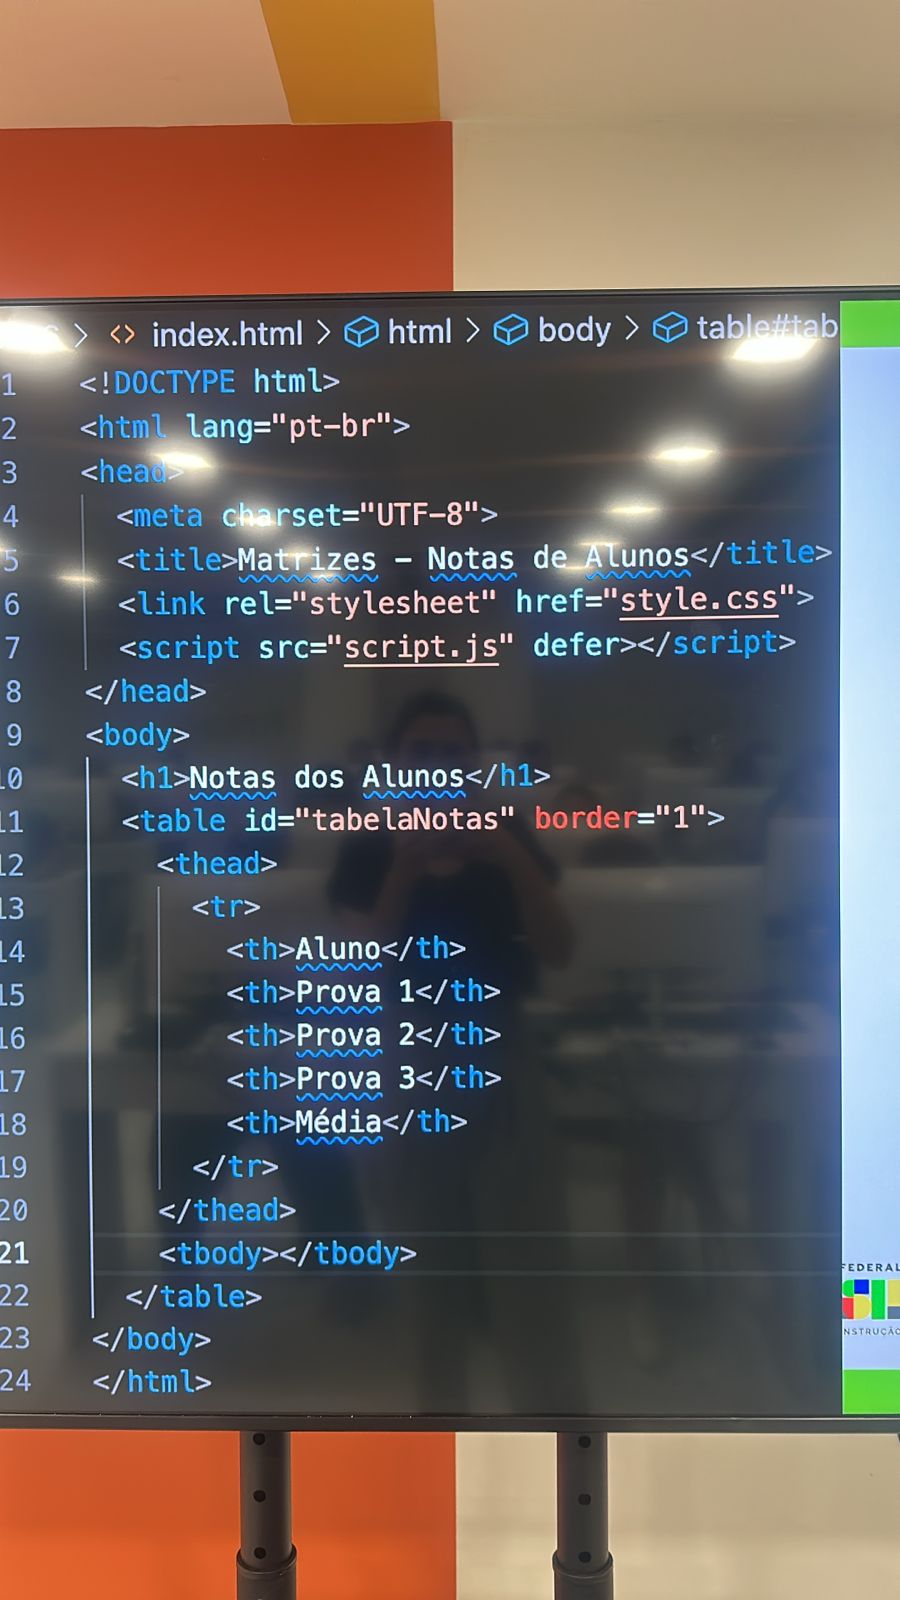 > <> index.html > html > body > table#tab
1 <!DOCTYPE html>
2 <html lang="pt-br">
3 <head>
4 <meta charset="UTF-8">
5 <title>Matrizes - Notas de Alunos</title>
6 <link rel="stylesheet" href="style.css">
7 <script src="script.js" defer></script>
8 </head>
9 <body>
10 <h1>Notas dos Alunos</h1>
11 <table id="tabelaNotas" border="1">
12 <thead>
13 <tr>
14 <th>Aluno</th>
15 <th>Prova 1</th>
16 <th>Prova 2</th>
17 <th>Prova 3</th>
18 <th>Média</th>
19 </tr>
20 </thead>
21 <tbody></tbody>
22 </table>
23 </body>
24 </html>
FEDERAL
NSTRUÇÃO